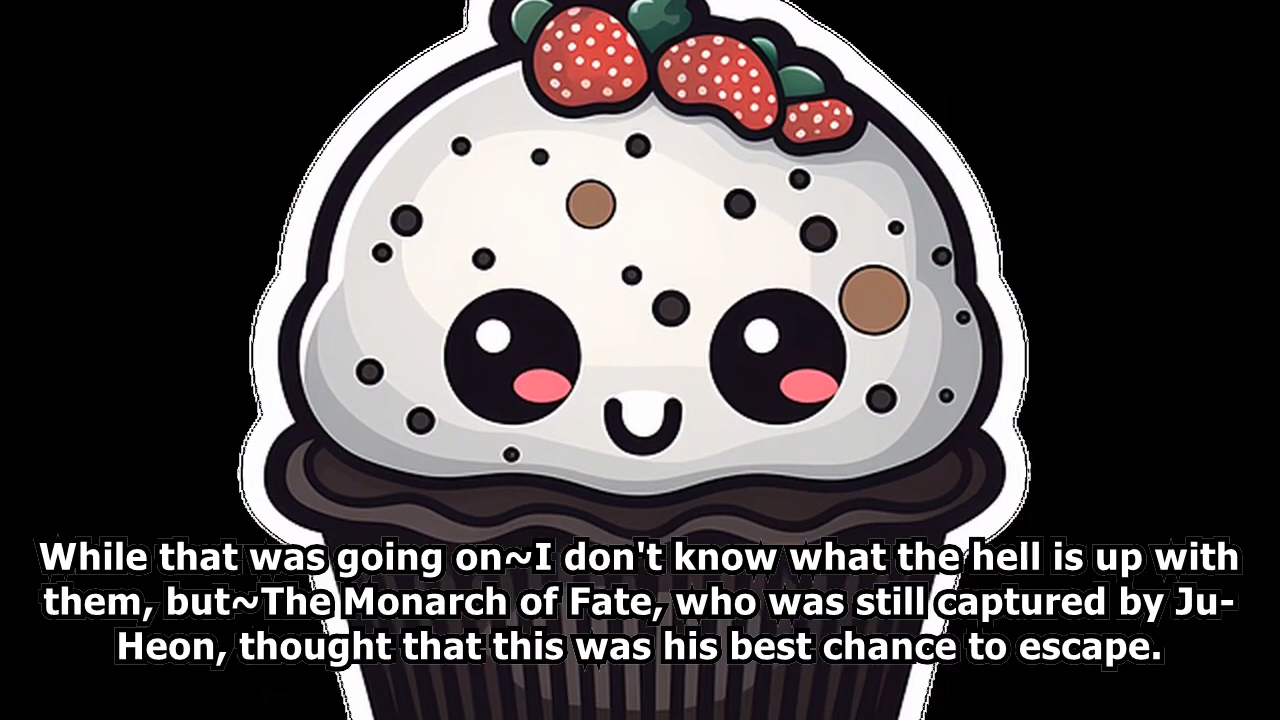 While that was going on~I don't know what the hell is up with
them, but~The Monarch of Fate, who was still captured by Ju-
Heon, thought that this was his best chance to escape.